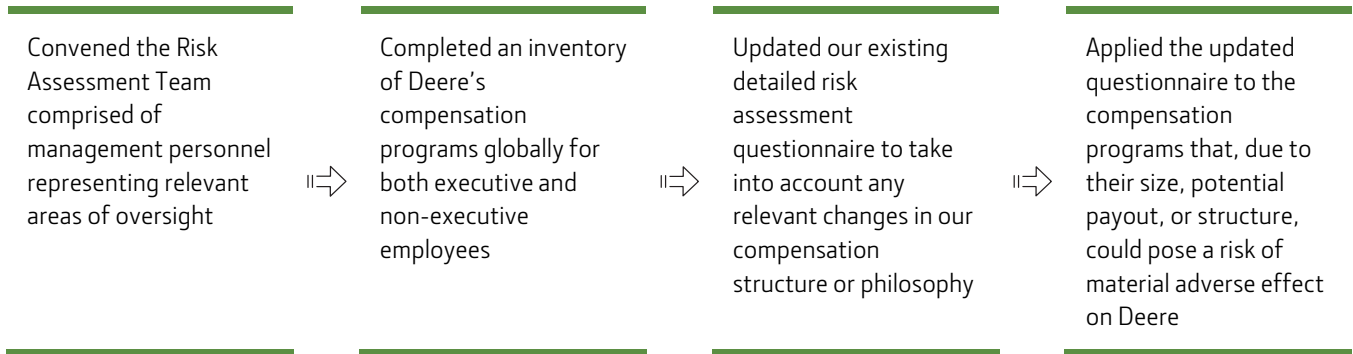 Convened the Risk
Assessment Team
comprised of
management personnel
representing relevant
areas of oversight
Completed an inventory
of Deere’s
compensation
programs globally for
both executive and
non-executive
employees
Updated our existing
detailed risk
assessment
questionnaire to take
into account any
relevant changes in our
compensation
structure or philosophy
Applied the updated
questionnaire to the
compensation
programs that, due to
their size, potential
payout, or structure,
could pose a risk of
material adverse effect
on Deere